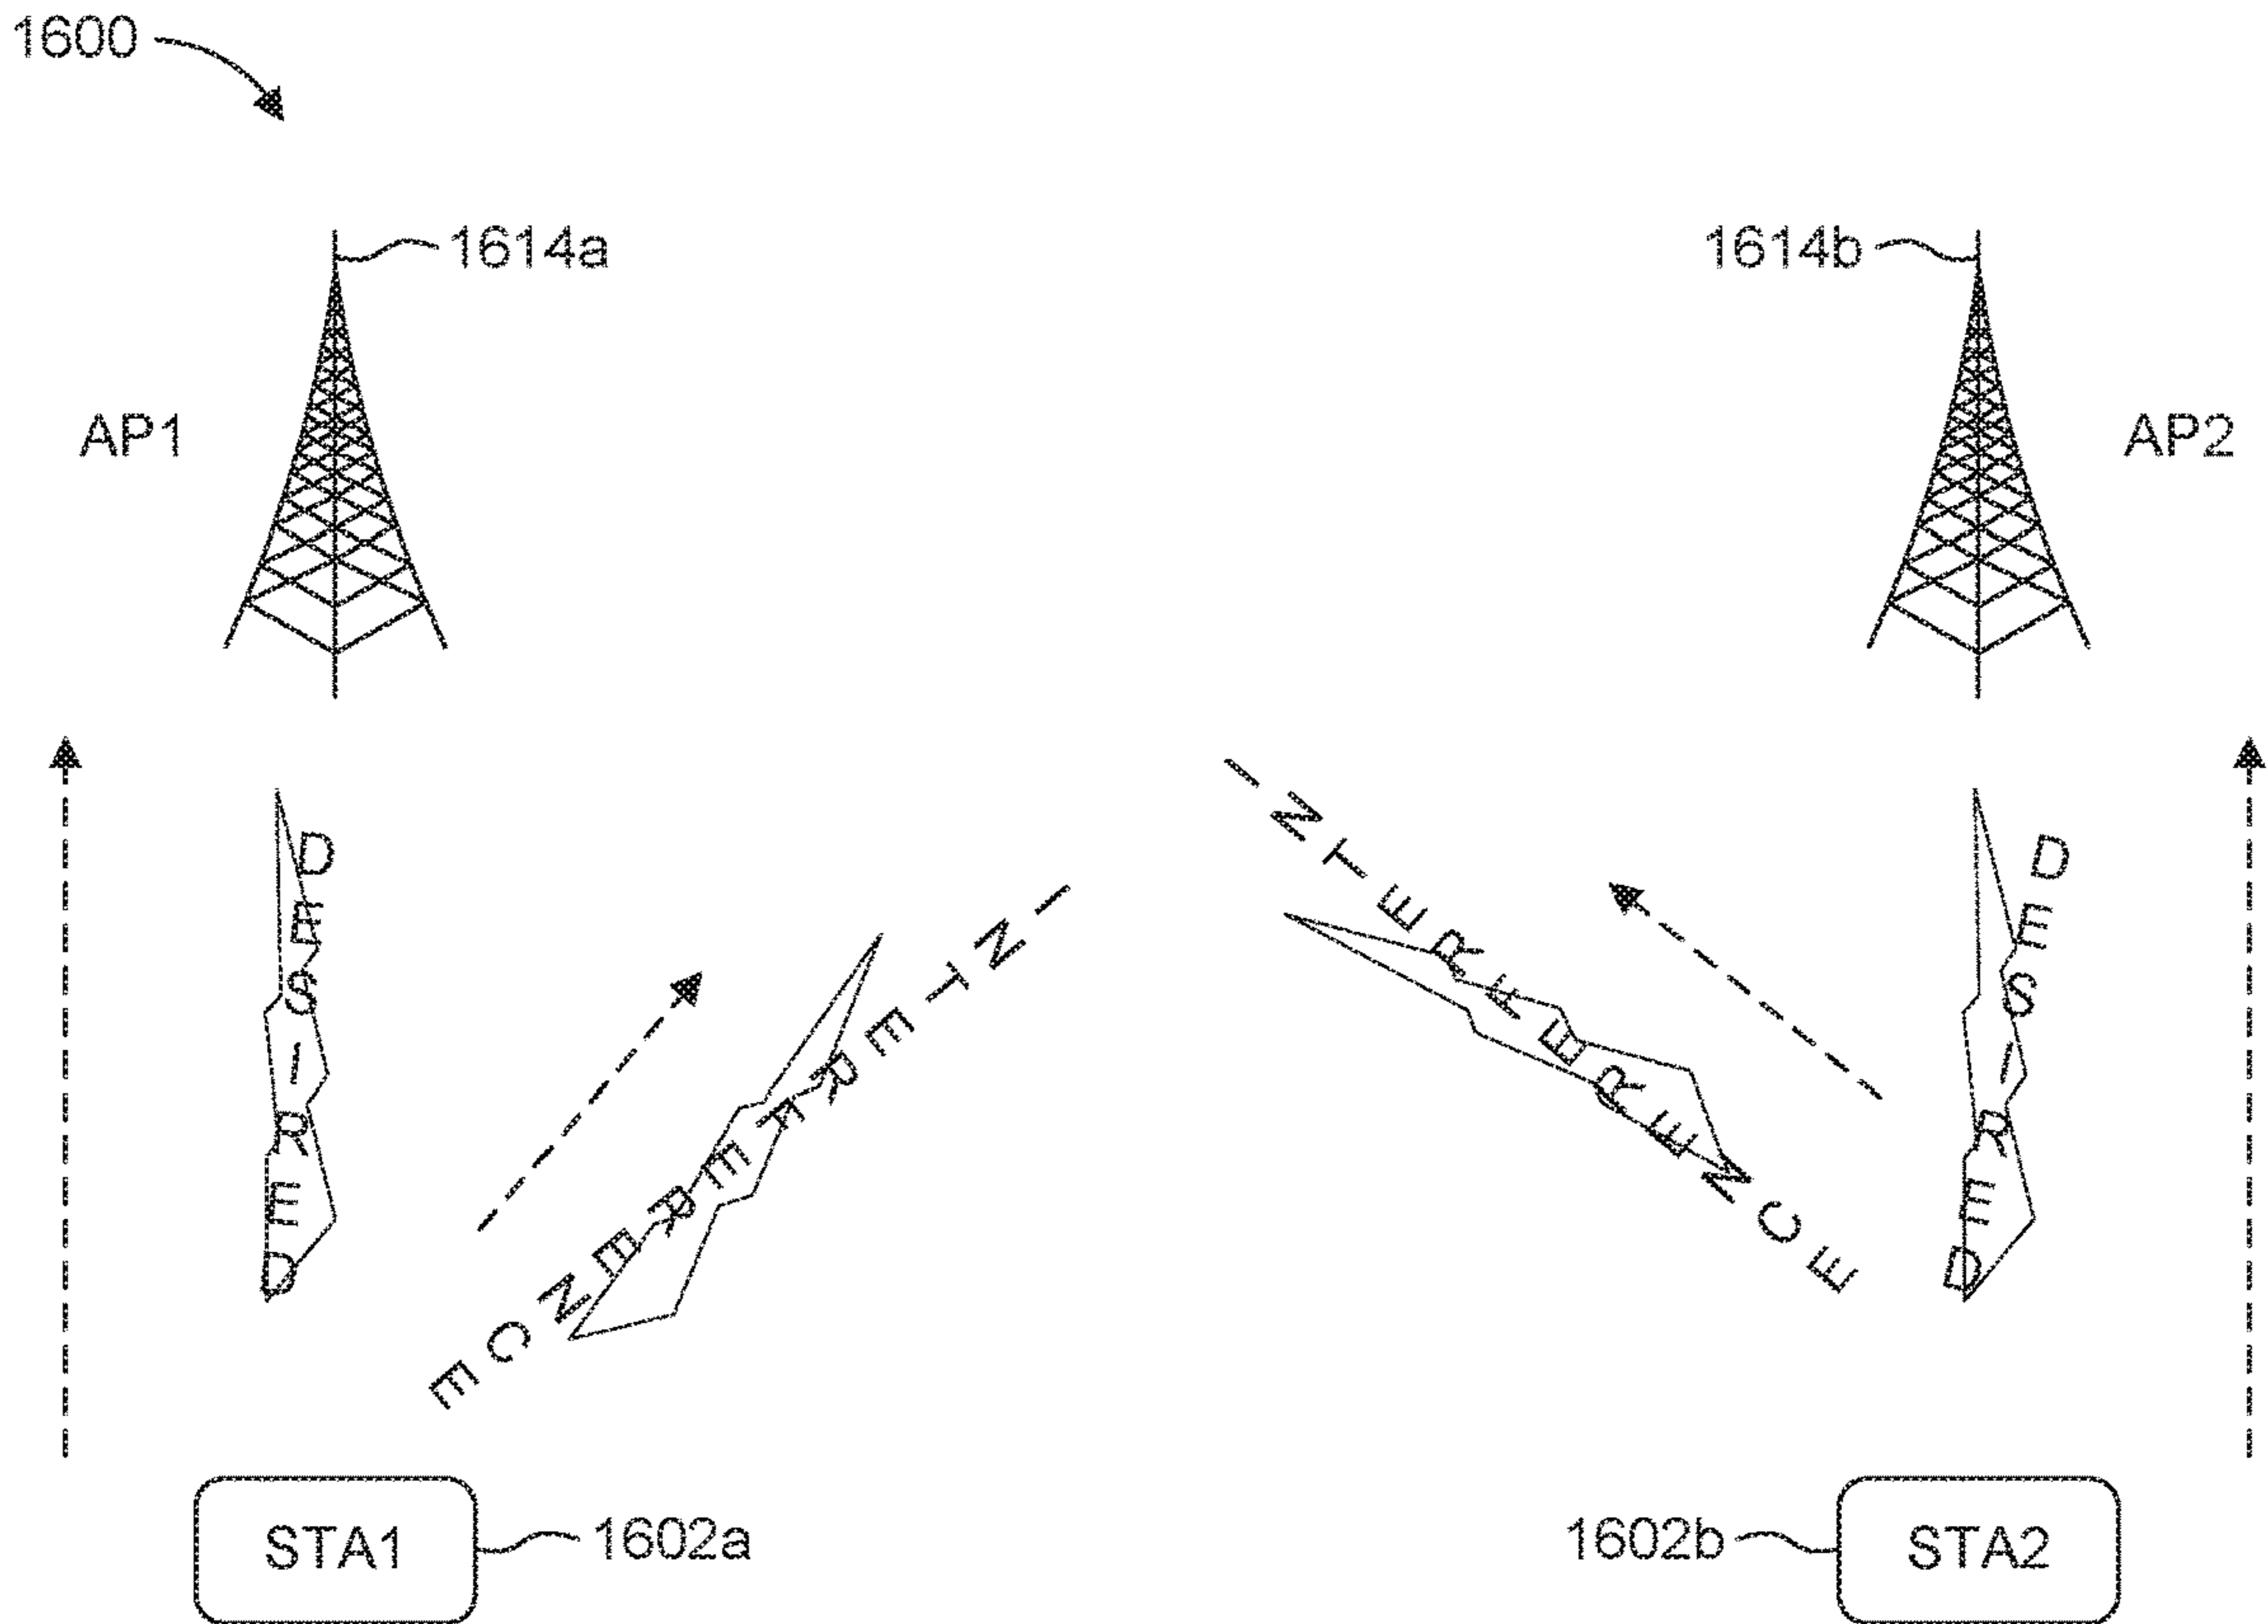 1600
1614a
1614b
AP1
AP2
DESIRED
INTERFERENCE
INTERFERENCE
DESIRED
STA1
1602a
1602b
STA2